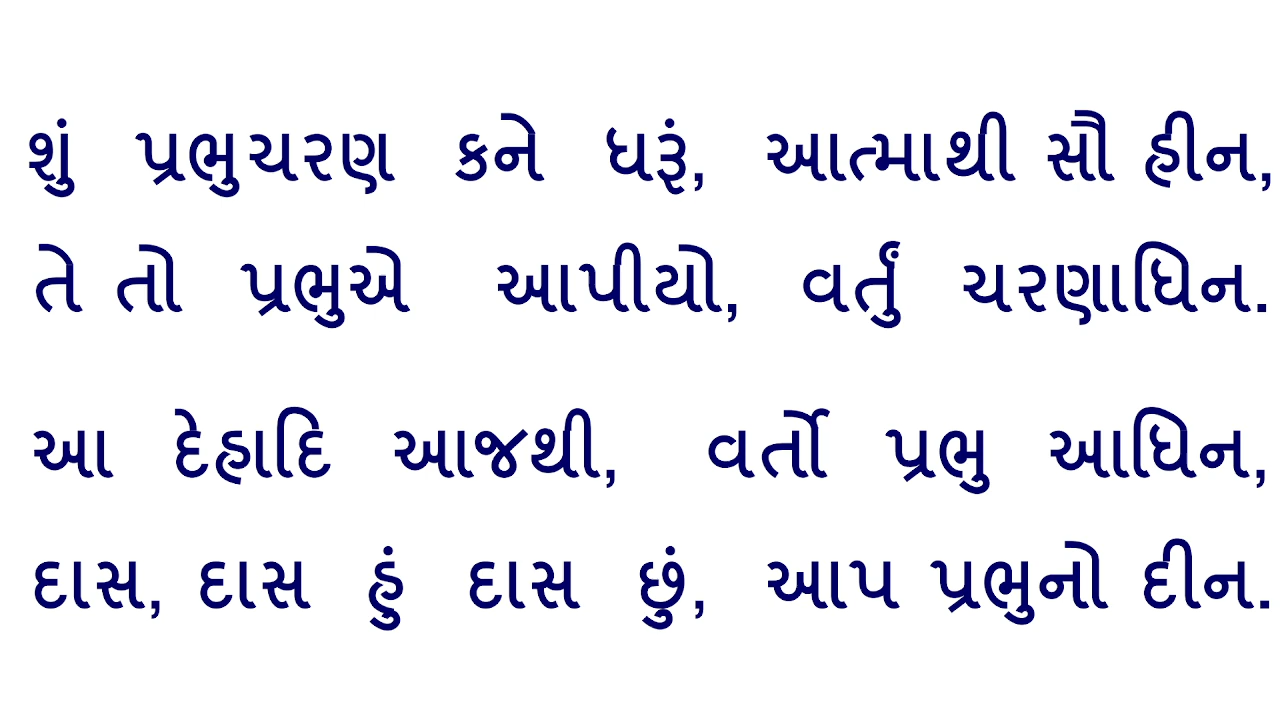 શું પ્રભુચરણ કને ધરૂં, આત્માથી સૌ હીન,
તે તો પ્રભુએ આપીયો, વર્તું ચરણાધિન.
આ દેહાદિ આજથી, વર્તો પ્રભુ આધિન,
દાસ, દાસ હું દાસ છું, આપ પ્રભુનો દીન.